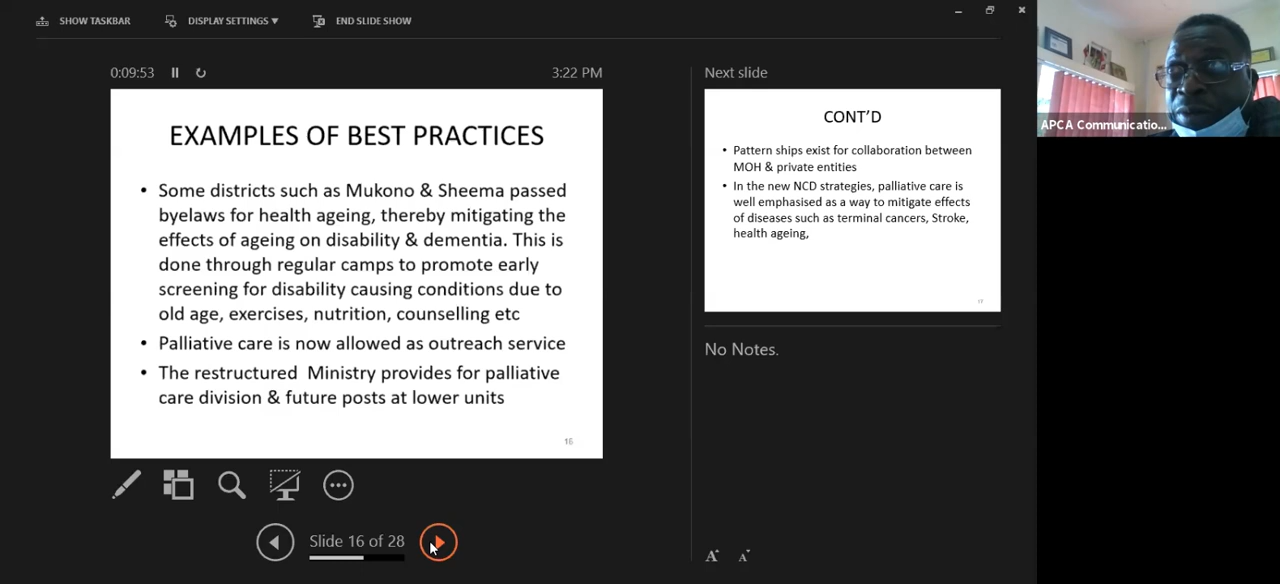 SHOW TASKBAR
DISPLAY SETTINGS ▼
END SLIDE SHOW
0:09:53
3:22 PM
EXAMPLES OF BEST PRACTICES
• Some districts such as Mukono & Sheema passed
byelaws for health ageing, thereby mitigating the
effects of ageing on disability & dementia. This is
done through regular camps to promote early
screening for disability causing conditions due to
old age, exercises, nutrition, counselling etc
• Palliative care is now allowed as outreach service
• The restructured Ministry provides for palliative
care division & future posts at lower units
16
Slide 16 of 28
Next slide
CONT'D
• Pattern ships exist for collaboration between
MOH & private entities
• In the new NCD strategies, palliative care is
well emphasised as a way to mitigate effects
of diseases such as terminal cancers, Stroke,
health ageing,
17
No Notes.
A A
APCA Communicatio...